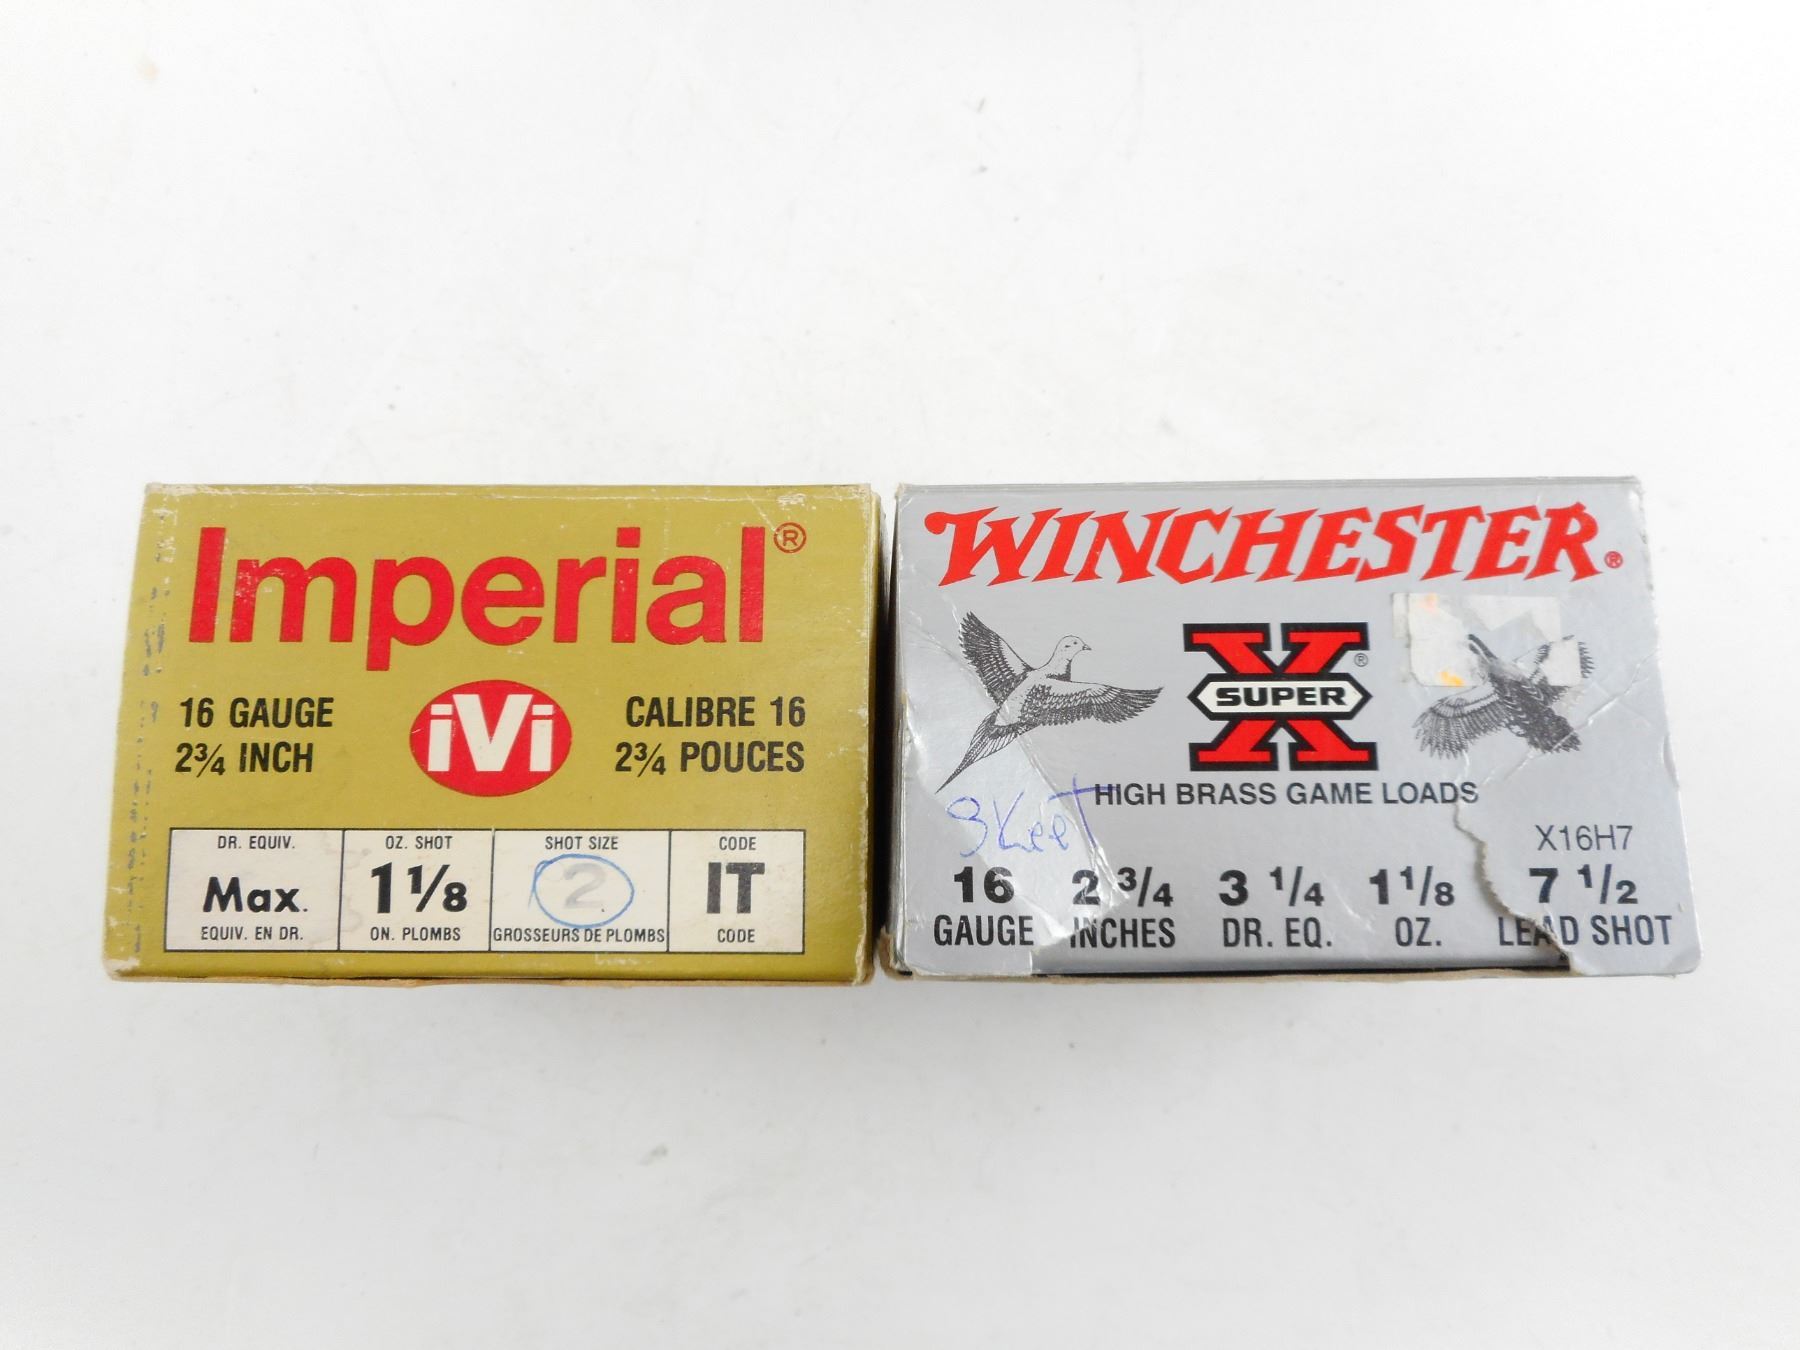 Imperial®
16 GAUGE
2¾ INCH
iVi
CALIBRE 16
2¾ POUCES
DR. EQUIV.
Max.
EQUIV. EN DR.
OZ. SHOT
1⅛
ON. PLOMBS
SHOT SIZE
2
GROSSEURS DE PLOMBS
CODE
IT
CODE
WINCHESTER®
X®
SUPER
HIGH BRASS GAME LOADS
Skeet
X16H7
16 2 3/4 3 1/4 1 1/8 7 1/2
GAUGE INCHES DR. EQ. OZ. LEAD SHOT